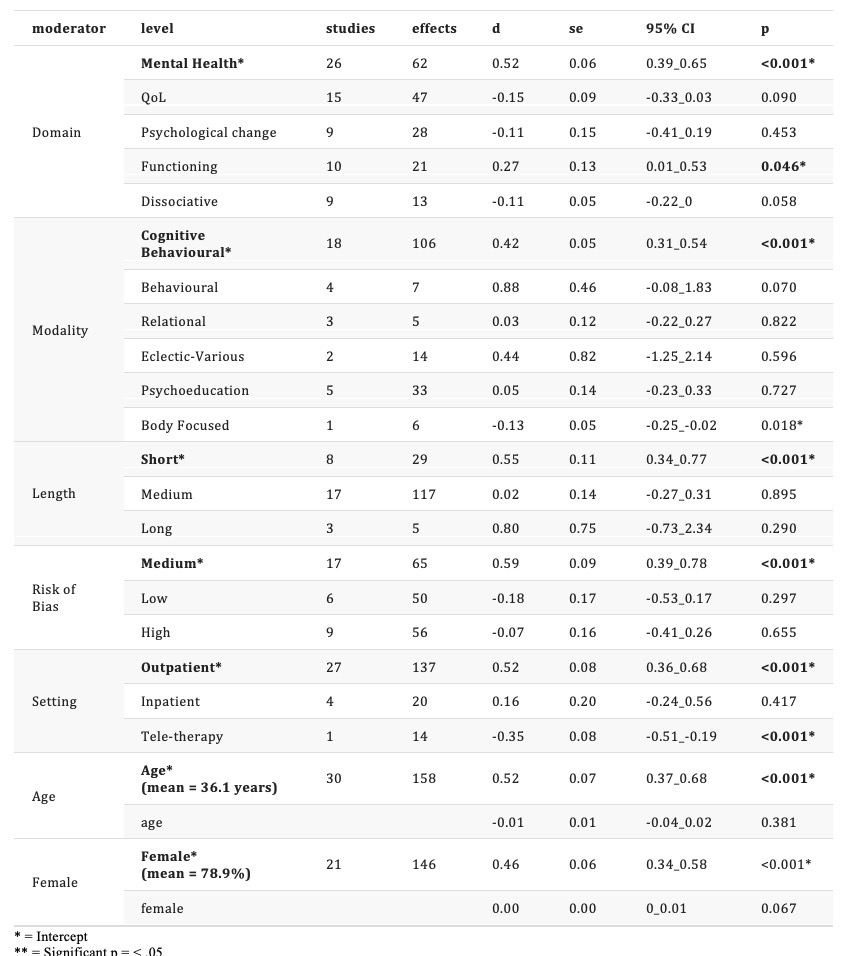 moderator level studies effects d se 95% CI p
Mental Health* 26 62 0.52 0.06 0.39_0.65 <0.001*
QoL 15 47 -0.15 0.09 -0.33_0.03 0.090
Domain Psychological change 9 28 -0.11 0.15 -0.41_0.19 0.453
Functioning 10 21 0.27 0.13 0.01_0.53 0.046*
Dissociative 9 13 -0.11 0.05 -0.22_0 0.058
Cognitive
Behavioural* 18 106 0.42 0.05 0.31_0.54 <0.001*
Behavioural 4 7 0.88 0.46 -0.08_1.83 0.070
Modality Relational 3 5 0.03 0.12 -0.22_0.27 0.822
Eclectic-Various 2 14 0.44 0.82 -1.25_2.14 0.596
Psychoeducation 5 33 0.05 0.14 -0.23_0.33 0.727
Body Focused 1 6 -0.13 0.05 -0.25_-0.02 0.018*
Short* 8 29 0.55 0.11 0.34_0.77 <0.001*
Length Medium 17 117 0.02 0.14 -0.27_0.31 0.895
Long 3 5 0.80 0.75 -0.73_2.34 0.290
Medium* 17 65 0.59 0.09 0.39_0.78 <0.001*
Risk of
Bias Low 6 50 -0.18 0.17 -0.53_0.17 0.297
High 9 56 -0.07 0.16 -0.41_0.26 0.655
Outpatient* 27 137 0.52 0.08 0.36_0.68 <0.001*
Setting Inpatient 4 20 0.16 0.20 -0.24_0.56 0.417
Tele-therapy 1 14 -0.35 0.08 -0.51_-0.19 <0.001*
Age*
(mean = 36.1 years) 30 158 0.52 0.07 0.37_0.68 <0.001*
Age
age -0.01 0.01 -0.04_0.02 0.381
Female*
(mean = 78.9%) 21 146 0.46 0.06 0.34_0.58 <0.001*
Female
female 0.00 0.00 0_0.01 0.067
* = Intercept
** = Significant p = < .05